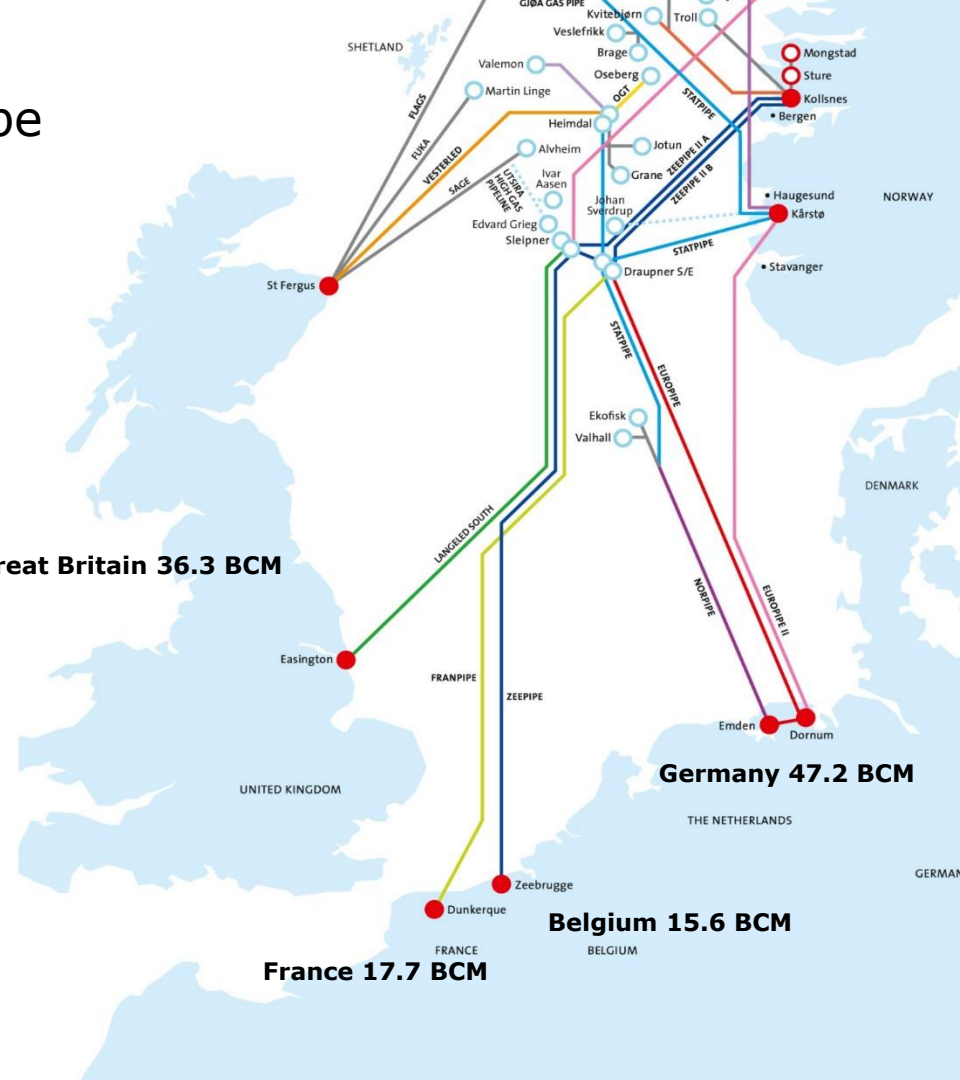 GJØA GAS PIPE
Kvitebjørn
Troll
Veslefrikk
SHETLAND
Brage
Mongstad
Valemon
Oseberg
Sture
Martin Linge
OGT
STATPIPE
Kollsnes
FLAGS
Bergen
Heimdal
FUKA
Jotun
Alvheim
VESTERLED
ZEEPIPE II A
ZEEPIPE II B
SAGE
UTSIRA
HIGH GAS
PIPELINE
Ivar
Aasen
Grane
Haugesund
NORWAY
Johan
Sverdrup
Kårstø
Edvard Grieg
Sleipner
STATPIPE
Stavanger
Draupner S/E
St Fergus
STATPIPE
EUROPIPE
Ekofisk
Valhall
DENMARK
LANGELED SOUTH
reat Britain 36.3 BCM
NORPIPE
EUROPIPE II
Easington
FRANPIPE
ZEEPIPE
Emden
Dornum
Germany 47.2 BCM
UNITED KINGDOM
THE NETHERLANDS
GERMAN
Zeebrugge
Dunkerque
Belgium 15.6 BCM
FRANCE
BELGIUM
France 17.7 BCM